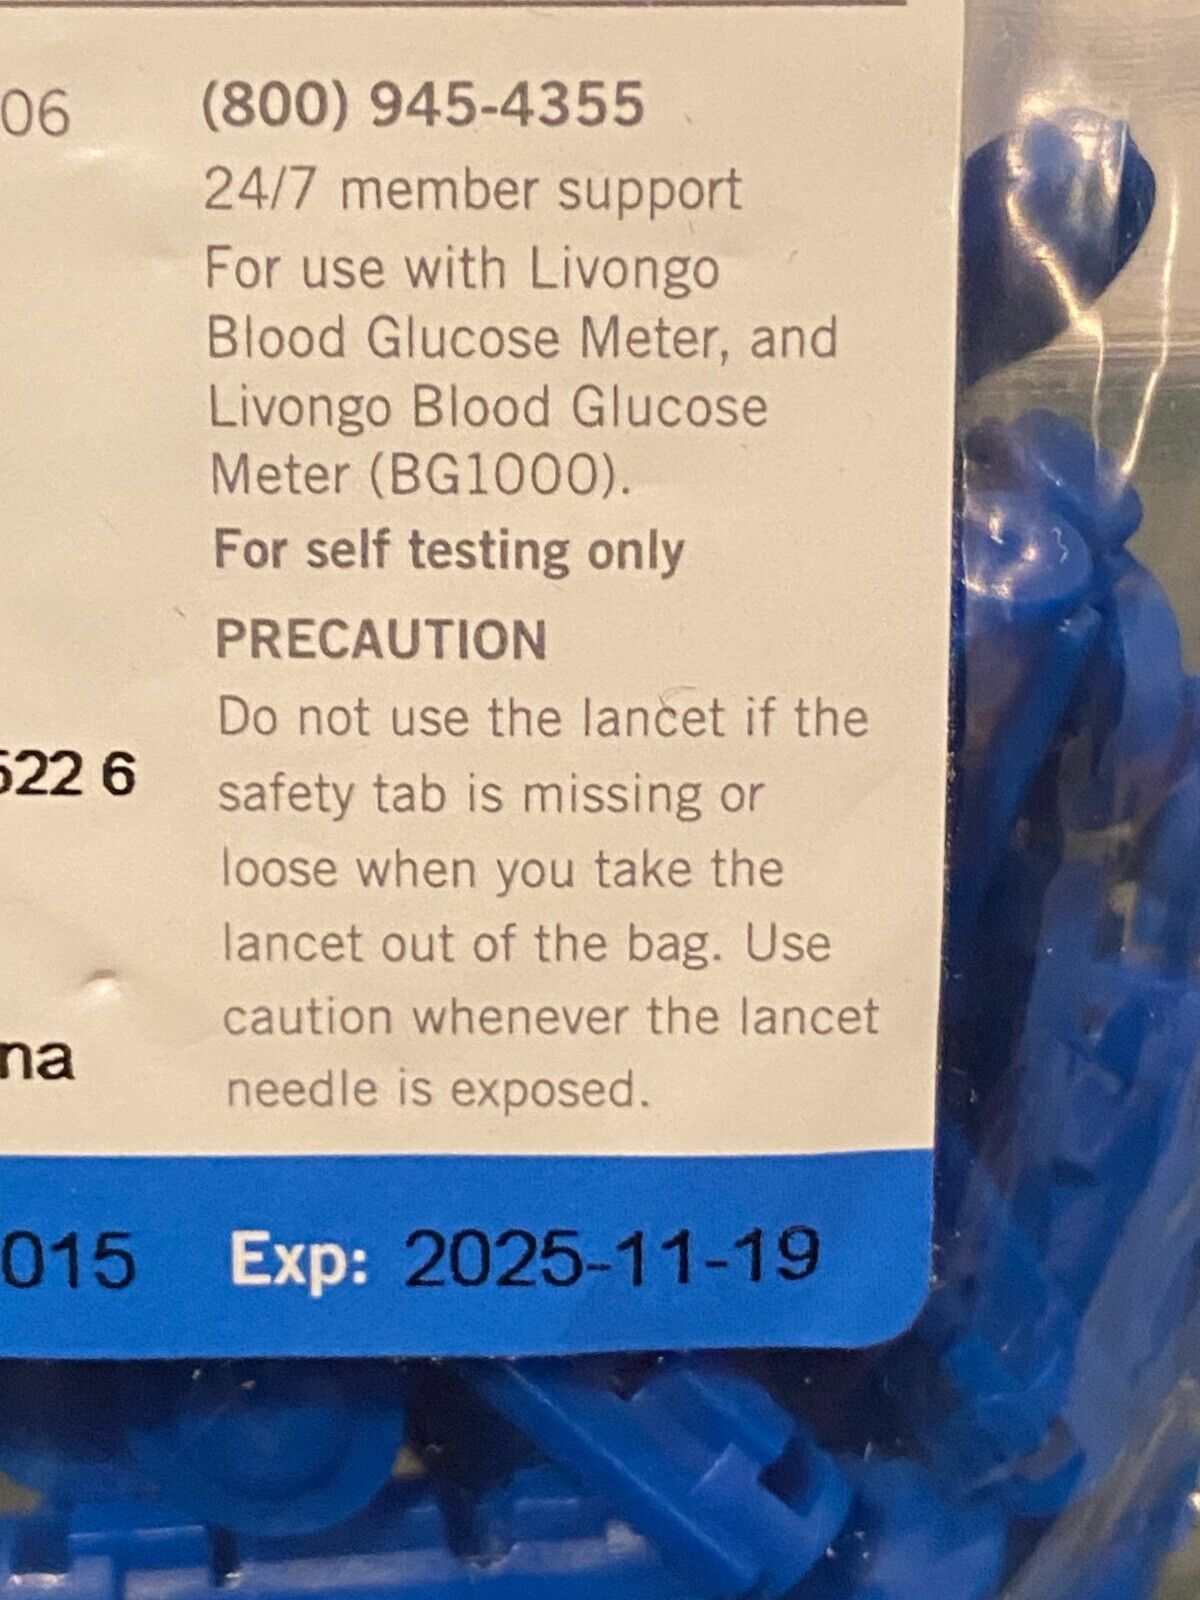 06
(800) 945-4355
24/7 member support
For use with Livongo
Blood Glucose Meter, and
Livongo Blood Glucose
Meter (BG1000).
For self testing only
PRECAUTION
Do not use the lancet if the
safety tab is missing or
522 6
loose when you take the
lancet out of the bag. Use
caution whenever the lancet
na
needle is exposed.
015 Exp: 2025-11-19